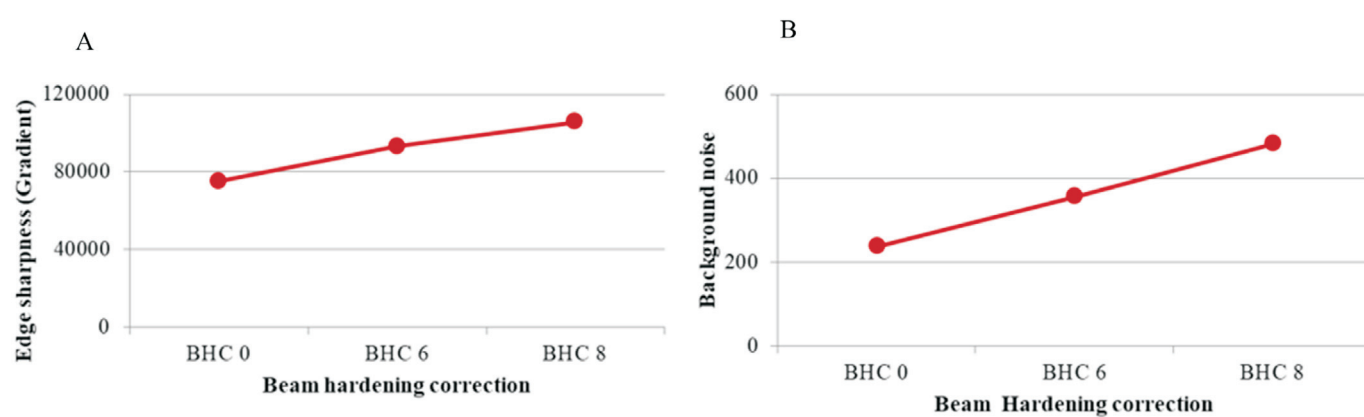 A
Edge sharpness (Gradient)
120000
80000
40000
0
BHC 0 BHC 6 BHC 8
Beam hardening correction
B
Background noise
600
400
200
0
BHC 0 BHC 6 BHC 8
Beam Hardening correction